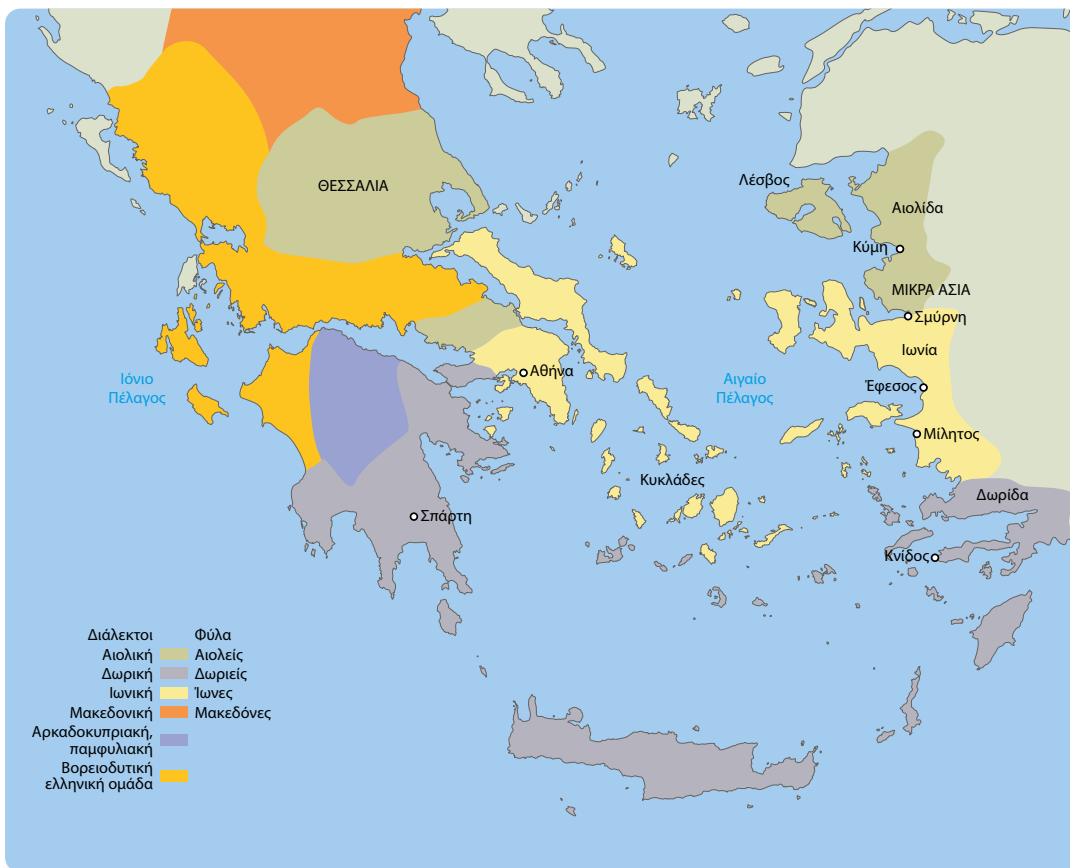 ΘΕΣΣΑΛΙΑ
Λέσβος
Αιολίδα
Κύμη
ΜΙΚΡΑ ΑΣΙΑ
Σμύρνη
Ιωνία
Ιόνιο
Πέλαγος
Αθήνα
Αιγαίο
Πέλαγος
Έφεσος
Μίλητος
Κυκλάδες
Δωρίδα
Σπάρτη
Κνίδος
Διάλεκτοι Φύλα
Αιολική Αιολείς
Δωρική Δωριείς
Ιωνική Ίωνες
Μακεδονική Μακεδόνες
Αρκαδοκυπριακή,
παμφυλιακή
Βορειοδυτική
ελληνική ομάδα